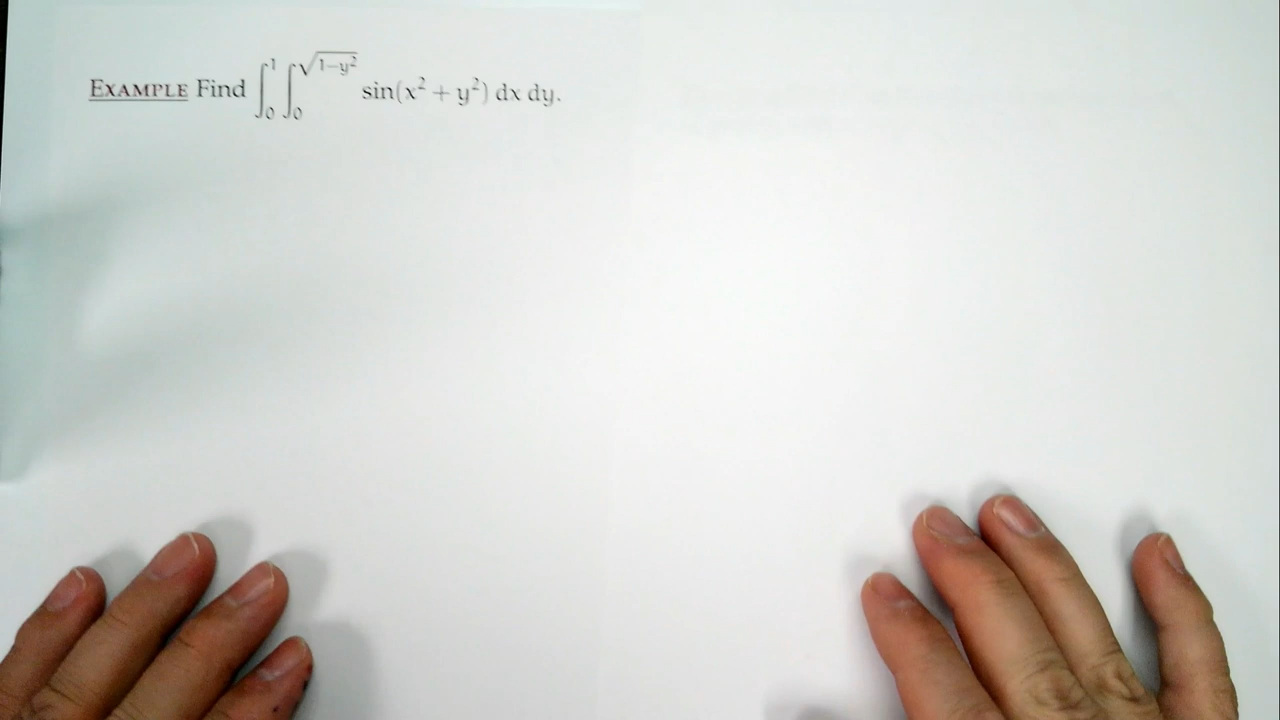 EXAMPLE Find ∫₀¹ ∫₀^√(1−y²) sin(x² + y²) dx dy.